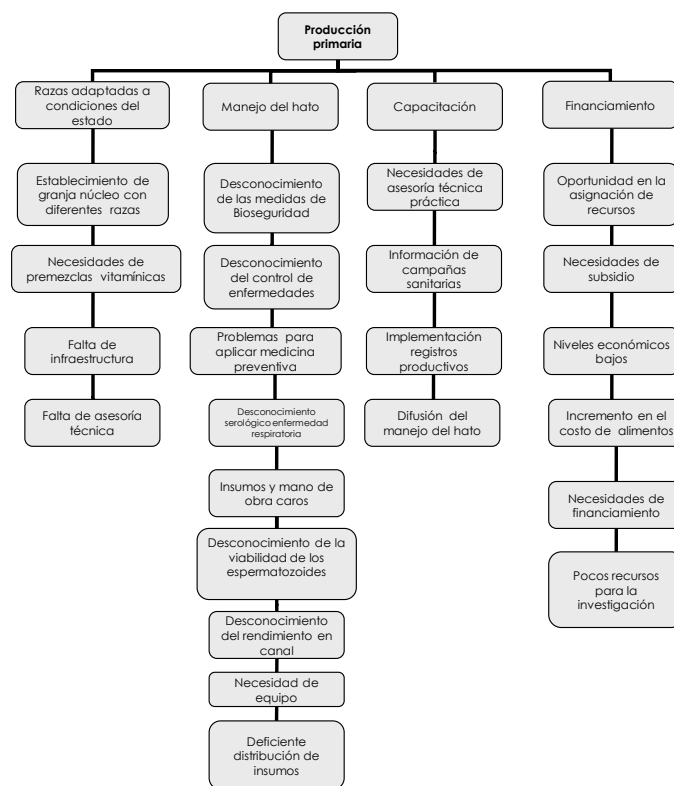 Producción
primaria
Razas adaptadas a
condiciones del
estado
Establecimiento de
granja núcleo con
diferentes razas
Necesidades de
premezclas vitamínicas
Falta de
infraestructura
Falta de asesoría
técnica
Manejo del hato
Desconocimiento
de las medidas de
Bioseguridad
Desconocimiento
del control de
enfermedades
Problemas para
aplicar medicina
preventiva
Desconocimiento
serológico enfermedad
respiratoria
Insumos y mano de
obra caros
Desconocimiento de la
viabilidad de los
espermatozoides
Desconocimiento
del rendimiento en
canal
Necesidad de
equipo
Deficiente
distribución de
insumos
Capacitación
Necesidades de
asesoría técnica
práctica
Información de
campañas
sanitarias
Implementación
registros
productivos
Difusión del
manejo del hato
Financiamiento
Oportunidad en la
asignación de
recursos
Necesidades de
subsidio
Niveles económicos
bajos
Incremento en el
costo de alimentos
Necesidades de
financiamiento
Pocos recursos
para la
investigación